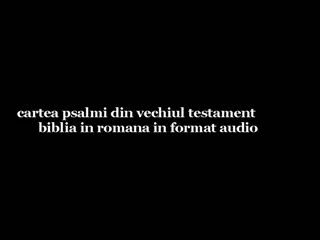 cartea psalmi din vechiul testament
biblia in romana in format audio